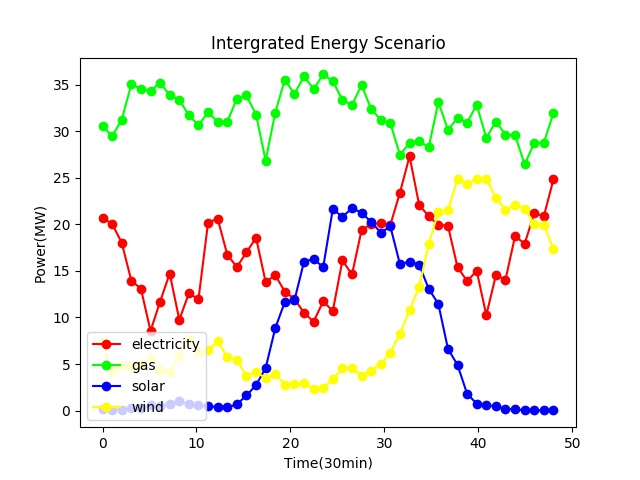 Intergrated Energy Scenario
Power(MW)
35
30
25
20
15
10
5
0
electricity
gas
solar
wind
0 10 20 30 40 50
Time(30min)